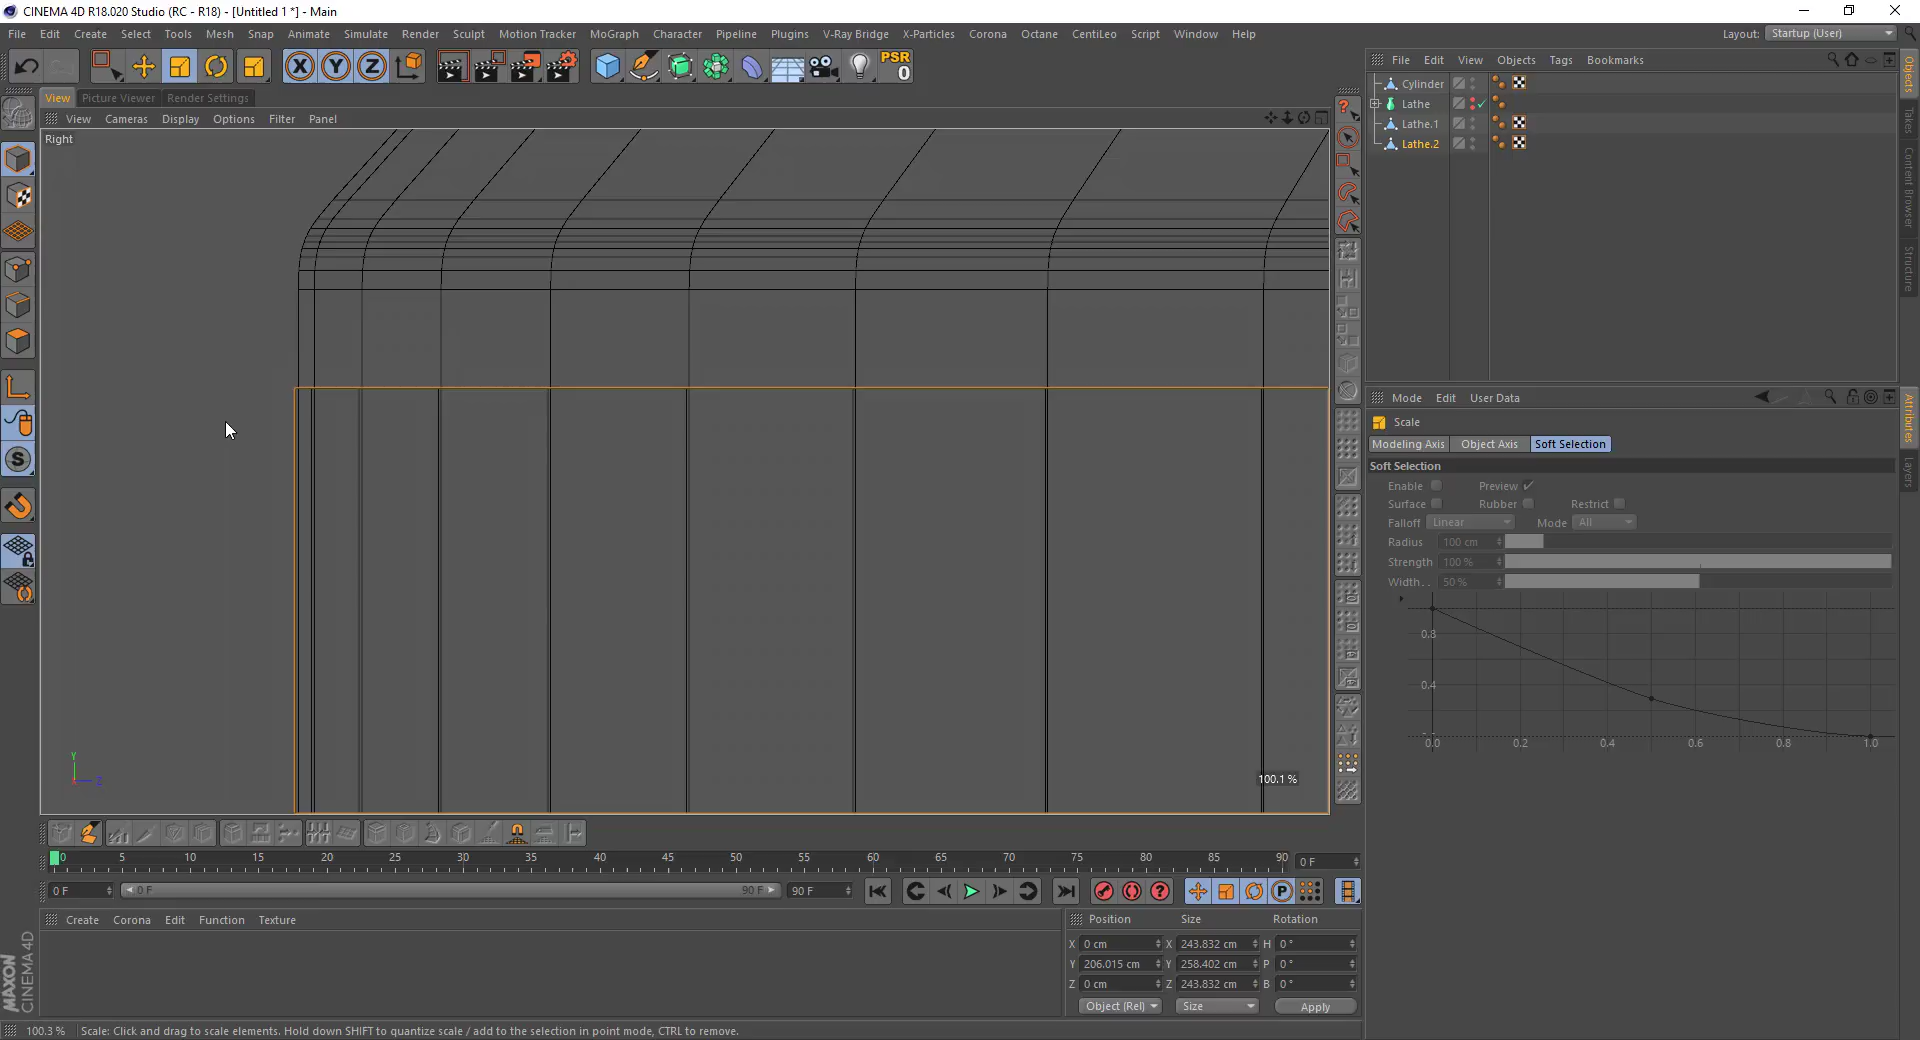 CINEMA 4D R18.020 Studio (RC - R18) - [Untitled 1 *] - Main
File Edit Create Select Tools Mesh Snap Animate Simulate Render Sculpt Motion Tracker MoGraph Character Pipeline Plugins V-Ray Bridge X-Particles Corona Octane CentiLeo Script Window Help
Layout: Startup (User)
X Y Z PSR
0
File Edit View Objects Tags Bookmarks
View Picture Viewer Render Settings
View Cameras Display Options Filter Panel
Right
Cylinder
Lathe
Lathe.1
Lathe.2
Objects
Takes
Content Browser
Structure
Mode Edit User Data
Scale
Modeling Axis Object Axis Soft Selection
Soft Selection
Enable Preview
Surface Rubber Restrict
Falloff Linear Mode All
Radius 100 cm
Strength 100 %
Width . . 50 %
0.8
0.4
0.0 0.2 0.4 0.6 0.8 1.0
Attributes
Layers
S
Y
Z
100.1 %
0 5 10 15 20 25 30 35 40 45 50 55 60 65 70 75 80 85 90 0 F
0 F 0 F 90 F 90 F
P
Create Corona Edit Function Texture
Position Size Rotation
X 0 cm X 243.832 cm H 0 °
Y 206.015 cm Y 258.402 cm P 0 °
Z 0 cm Z 243.832 cm B 0 °
Object (Rel) Size Apply
MAXON
CINEMA 4D
100.3 % Scale: Click and drag to scale elements. Hold down SHIFT to quantize scale / add to the selection in point mode, CTRL to remove.